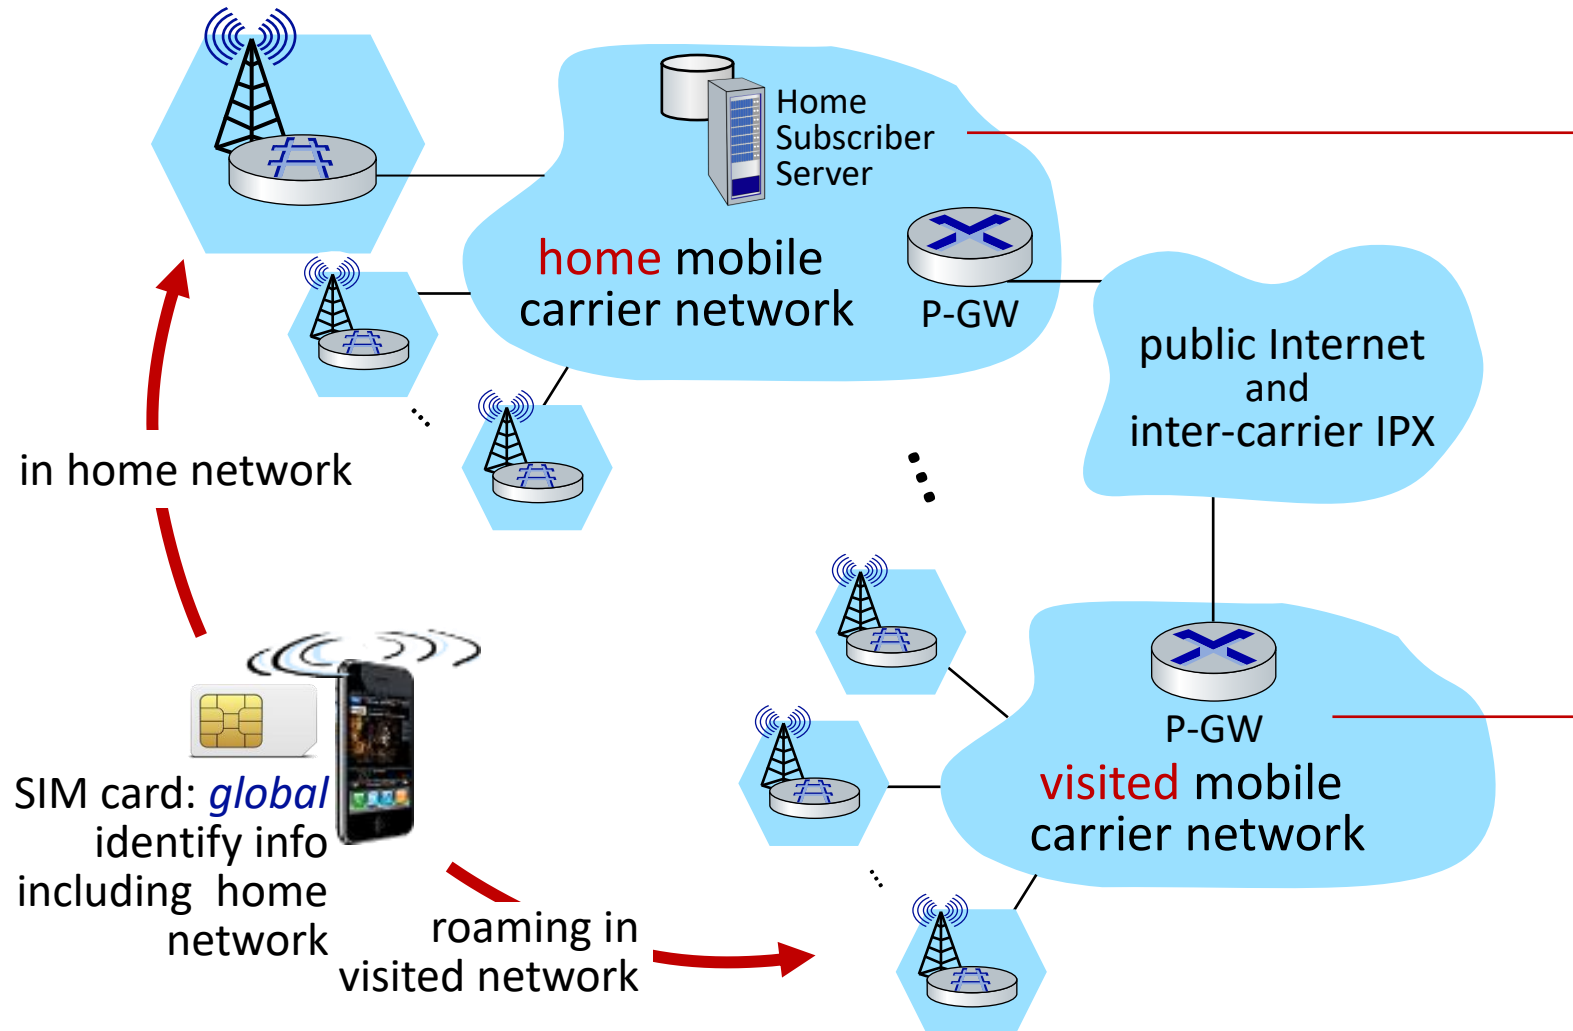 Home
Subscriber
Server
home mobile
carrier network
P-GW
public Internet
and
inter-carrier IPX
in home network
P-GW
visited mobile
carrier network
SIM card: global
identify info
including home
network
roaming in
visited network